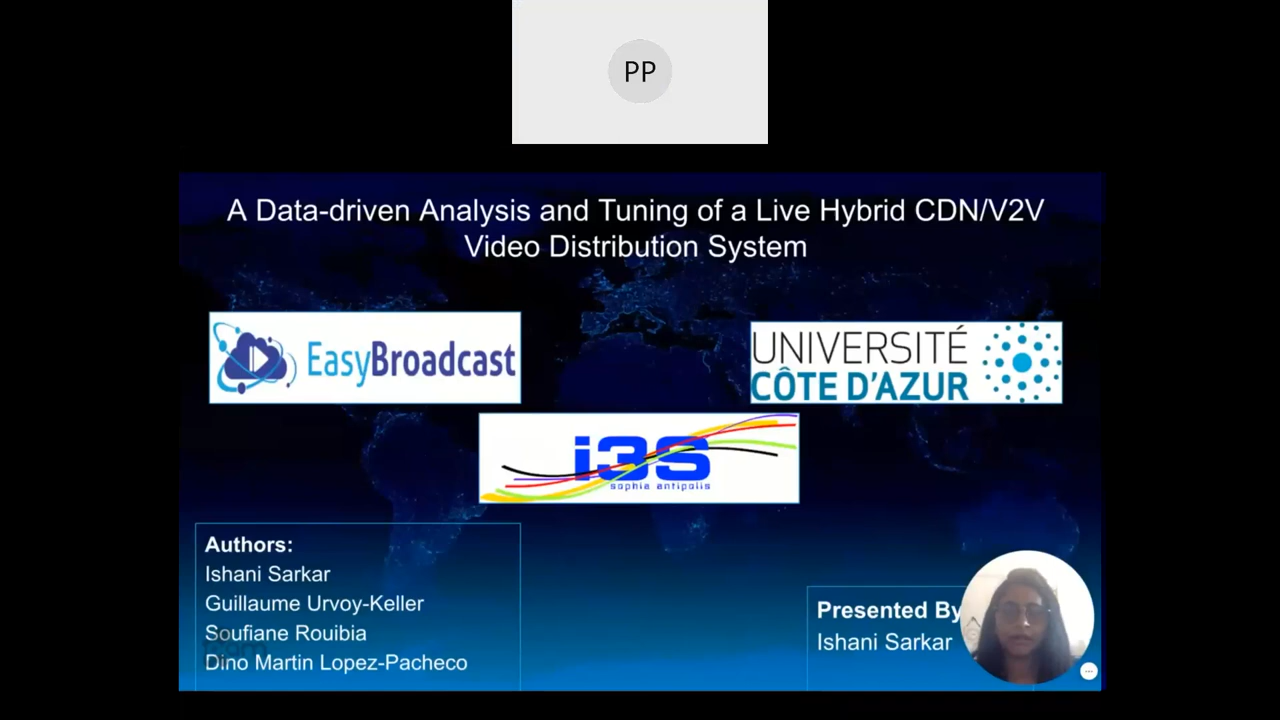 PP
A Data-driven Analysis and Tuning of a Live Hybrid CDN/V2V
Video Distribution System
EasyBroadcast
UNIVERSITÉ
CÔTE D'AZUR
i3S
sophia antipolis
Authors:
Ishani Sarkar
Guillaume Urvoy-Keller
Soufiane Rouibia
Dino Martin Lopez-Pacheco
Presented By
Ishani Sarkar